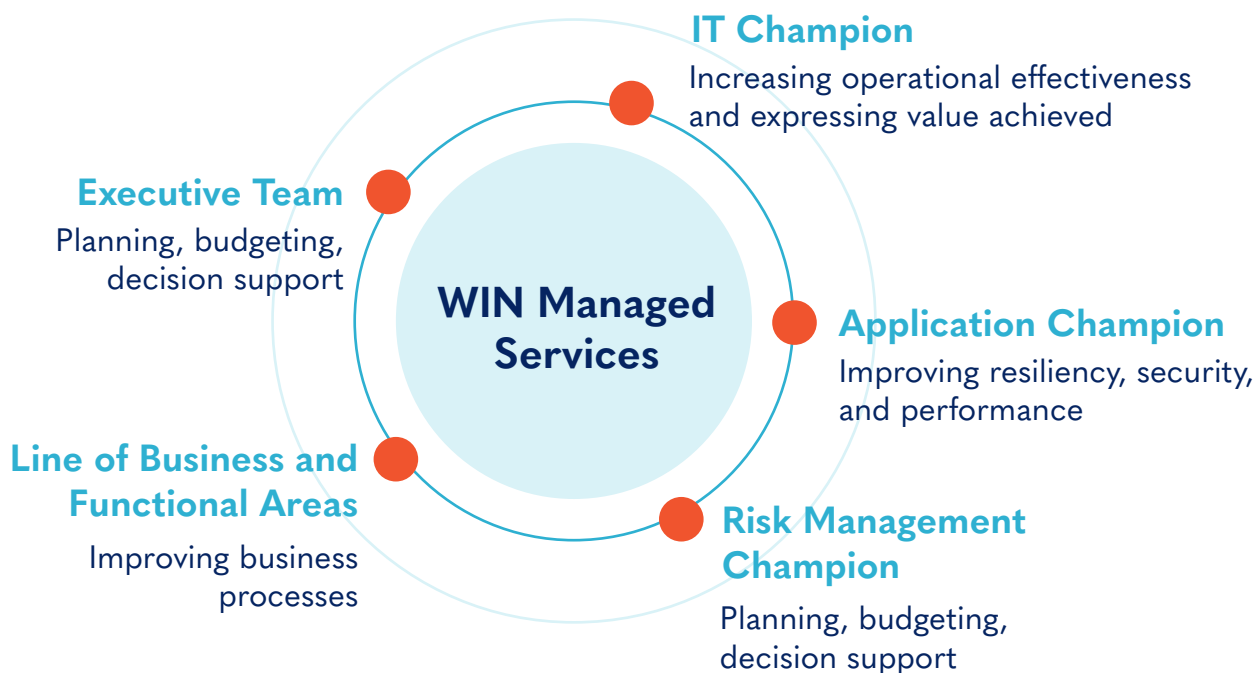 IT Champion
Increasing operational effectiveness
and expressing value achieved
Executive Team
Planning, budgeting,
decision support
WIN Managed
Services
Application Champion
Improving resiliency, security,
and performance
Line of Business and
Functional Areas
Improving business
processes
Risk Management
Champion
Planning, budgeting,
decision support